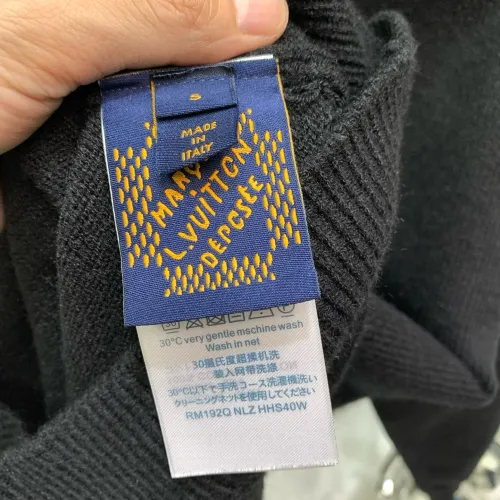 S
MADE
IN
ITALY
MARQ
L.VUITTON
DEPOSEE
30°C very gentle mschine wash
Wash in net
30摄氏度超揉机洗
装入网带洗涤
30℃以下で手洗コース洗濯機洗い
クリーニングネットを使用してください
RM192Q NLZ HHS40W